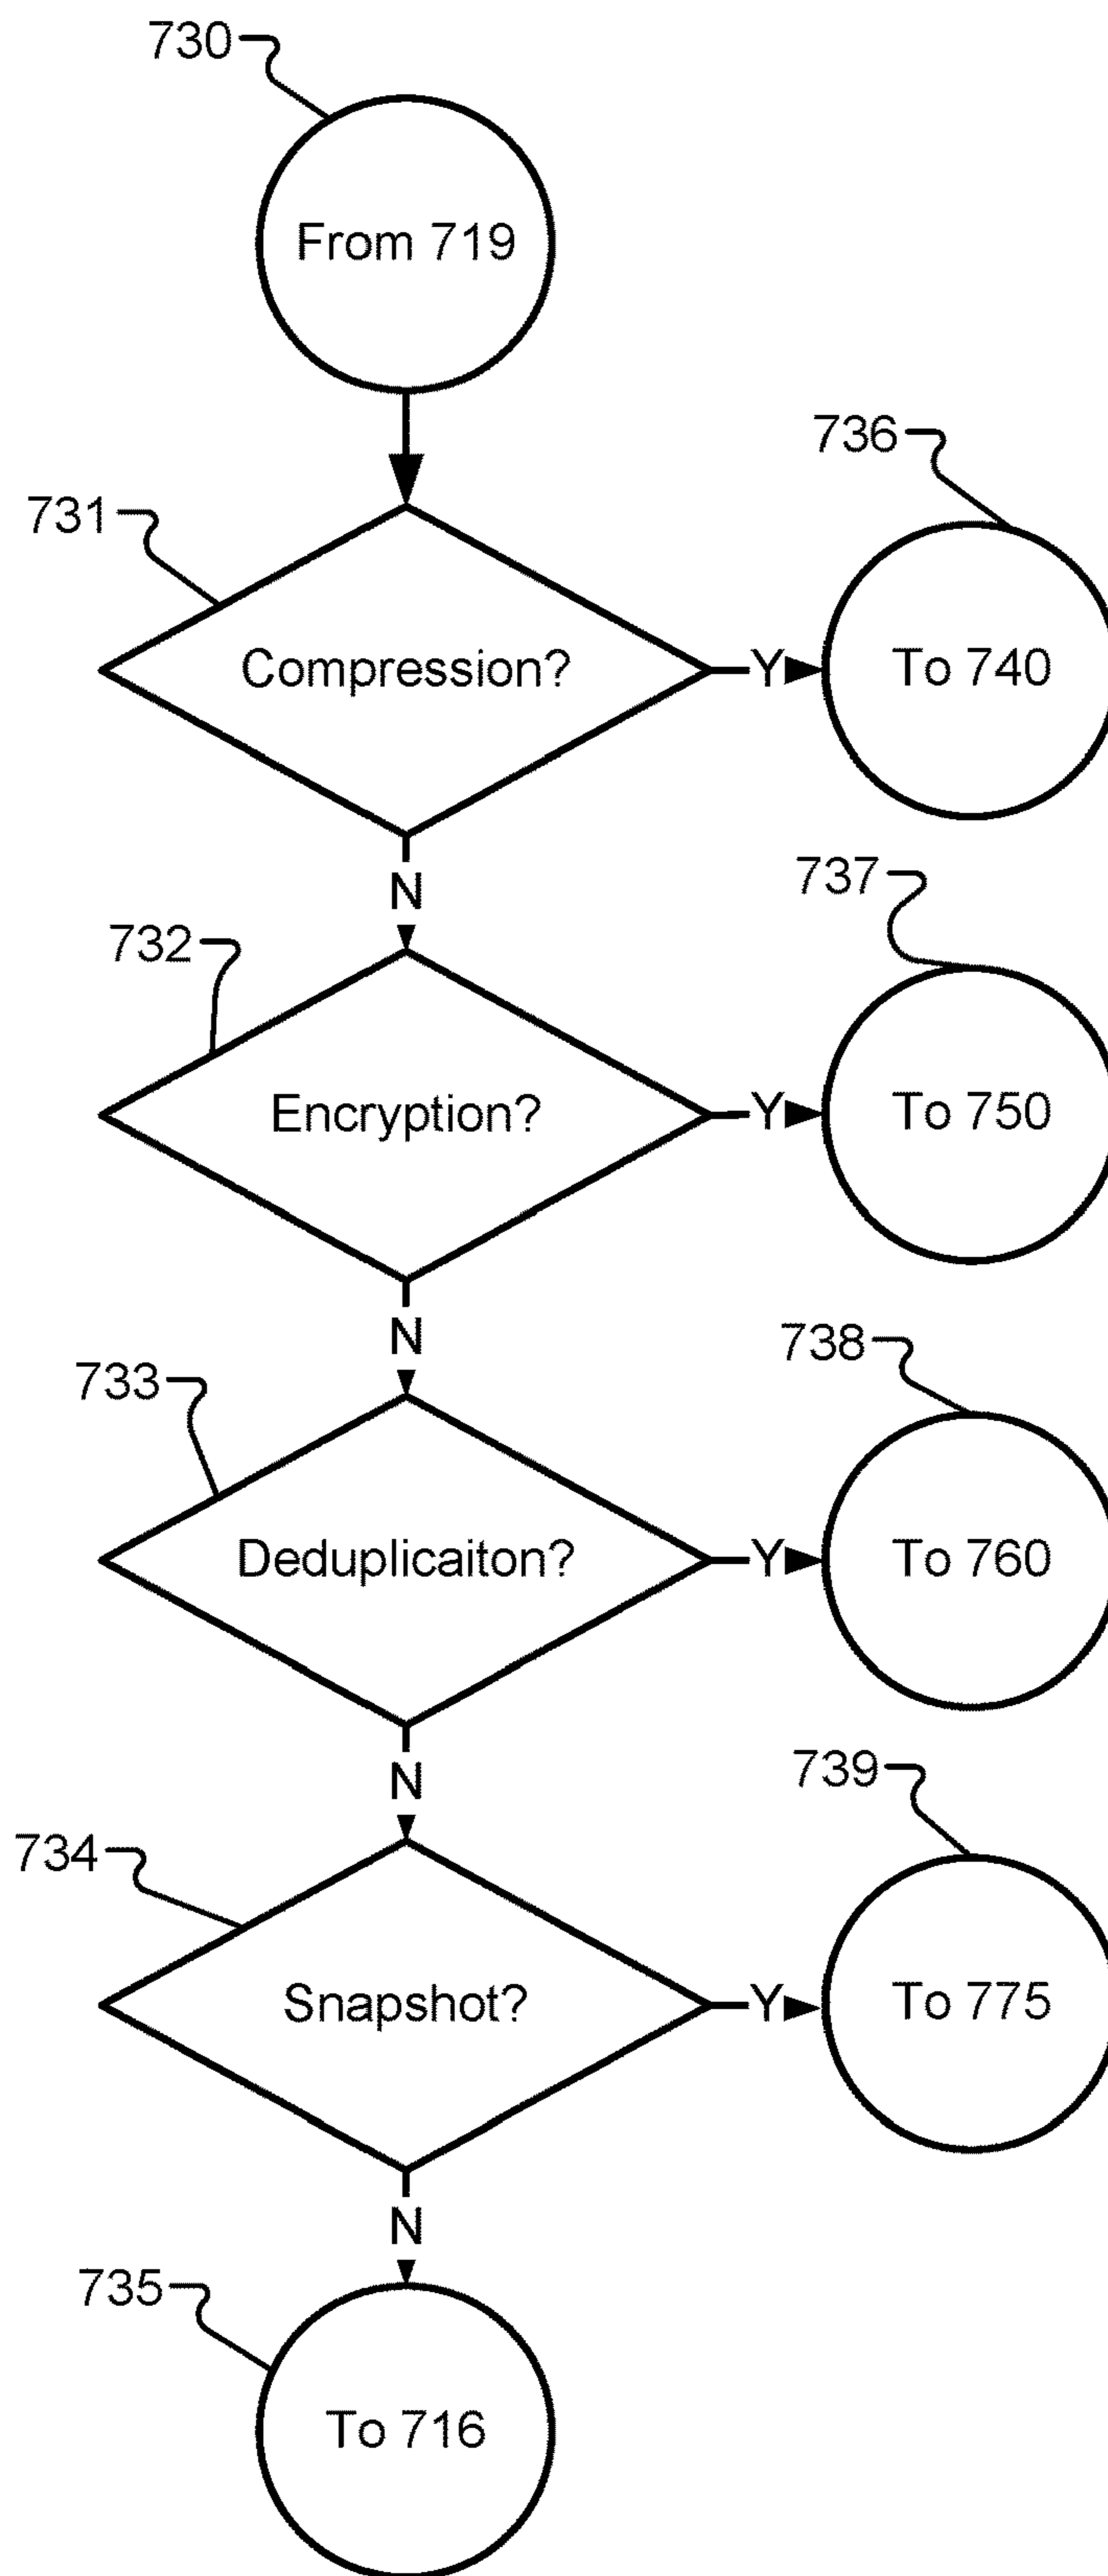 730
From 719
736
731
Compression?
Y
To 740
N
737
732
Encryption?
Y
To 750
N
738
733
Deduplicaiton?
Y
To 760
N
739
734
Snapshot?
Y
To 775
N
735
To 716